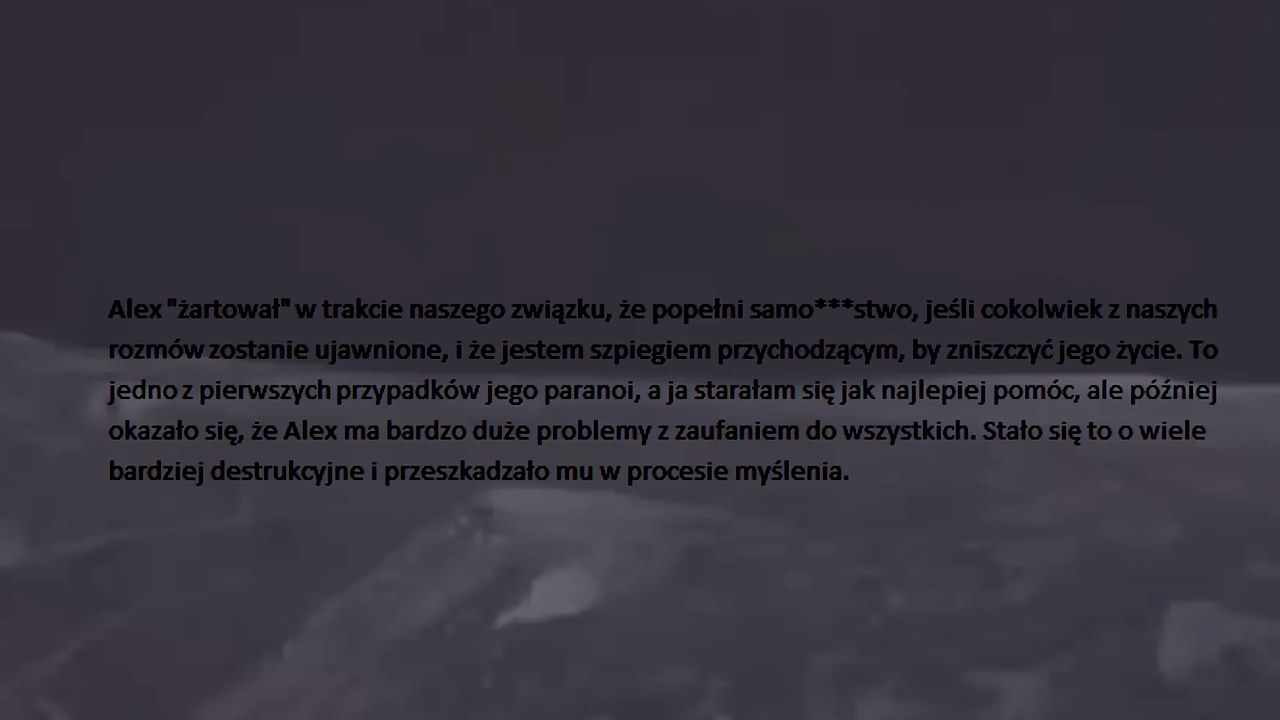 Alex "żartował" w trakcie naszego związku, że popełni samo***stwo, jeśli cokolwiek z naszych
rozmów zostanie ujawnione, i że jestem szpiegiem przychodzącym, by zniszczyć jego życie. To
jedno z pierwszych przypadków jego paranoi, a ja starałam się jak najlepiej pomóc, ale później
okazało się, że Alex ma bardzo duże problemy z zaufaniem do wszystkich. Stało się to o wiele
bardziej destrukcyjne i przeszkadzało mu w procesie myślenia.